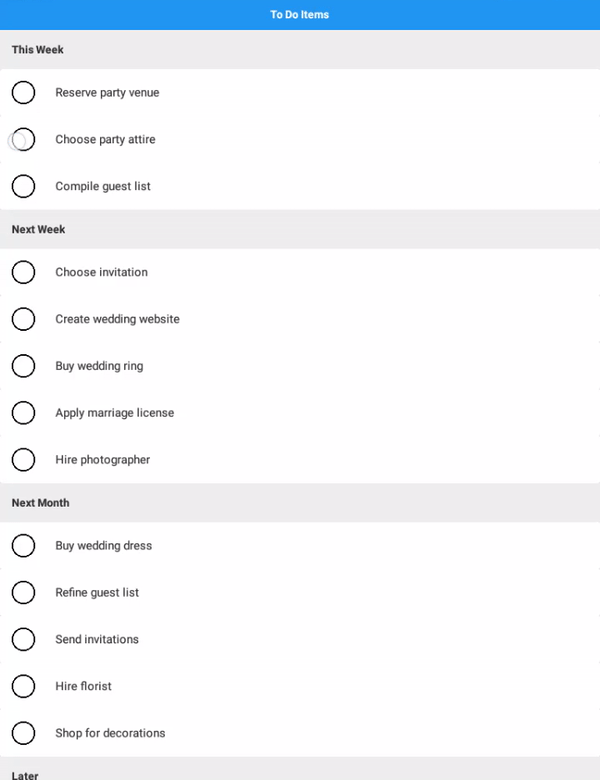 To Do Items
This Week
Reserve party venue
Choose party attire
Compile guest list
Next Week
Choose invitation
Create wedding website
Buy wedding ring
Apply marriage license
Hire photographer
Next Month
Buy wedding dress
Refine guest list
Send invitations
Hire florist
Shop for decorations
Later